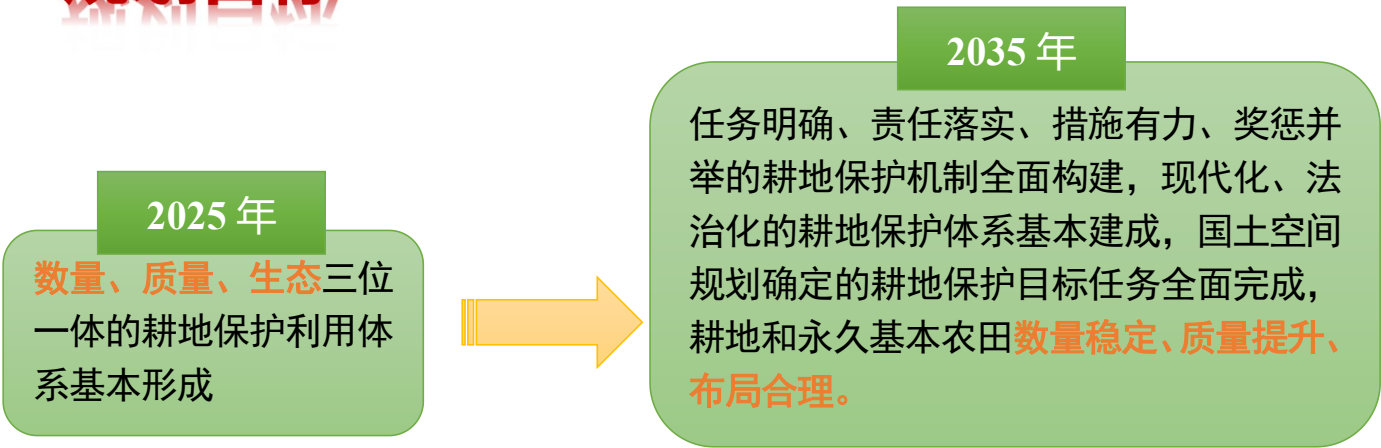 规划目标
2025 年
数量、质量、生态三位
一体的耕地保护利用体
系基本形成
2035 年
任务明确、责任落实、措施有力、奖惩并
举的耕地保护机制全面构建，现代化、法
治化的耕地保护体系基本建成，国土空间
规划确定的耕地保护目标任务全面完成，
耕地和永久基本农田数量稳定、质量提升、
布局合理。